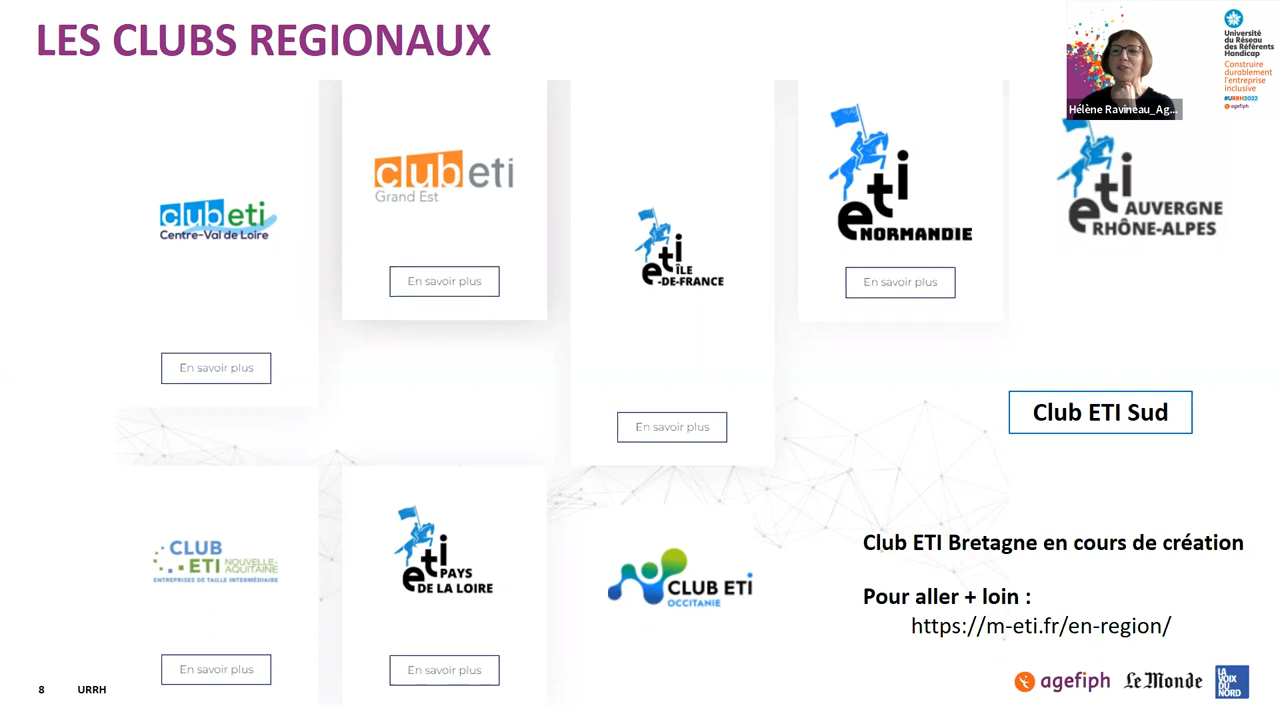 LES CLUBS REGIONAUX
Université
du Réseau
des Référents
Handicap
Construire
durablement
l'entreprise
inclusive
#URRH2022
agefiph
Hélène Ravineau_Ag...
club eti
Centre-Val de Loire
En savoir plus
club eti
Grand Est
En savoir plus
eti
ÎLE
-DE-FRANCE
En savoir plus
eti
NORMANDIE
En savoir plus
eti
AUVERGNE
RHÔNE-ALPES
Club ETI Sud
CLUB
ETI NOUVELLE-
AQUITAINE
ENTREPRISES DE TAILLE INTERMÉDIAIRE
En savoir plus
eti
PAYS
DE LA LOIRE
En savoir plus
CLUB ETI
OCCITANIE
Club ETI Bretagne en cours de création
Pour aller + loin :
https://m-eti.fr/en-region/
8 URRH
agefiph
Le Monde
LA
VOIX
DU
NORD